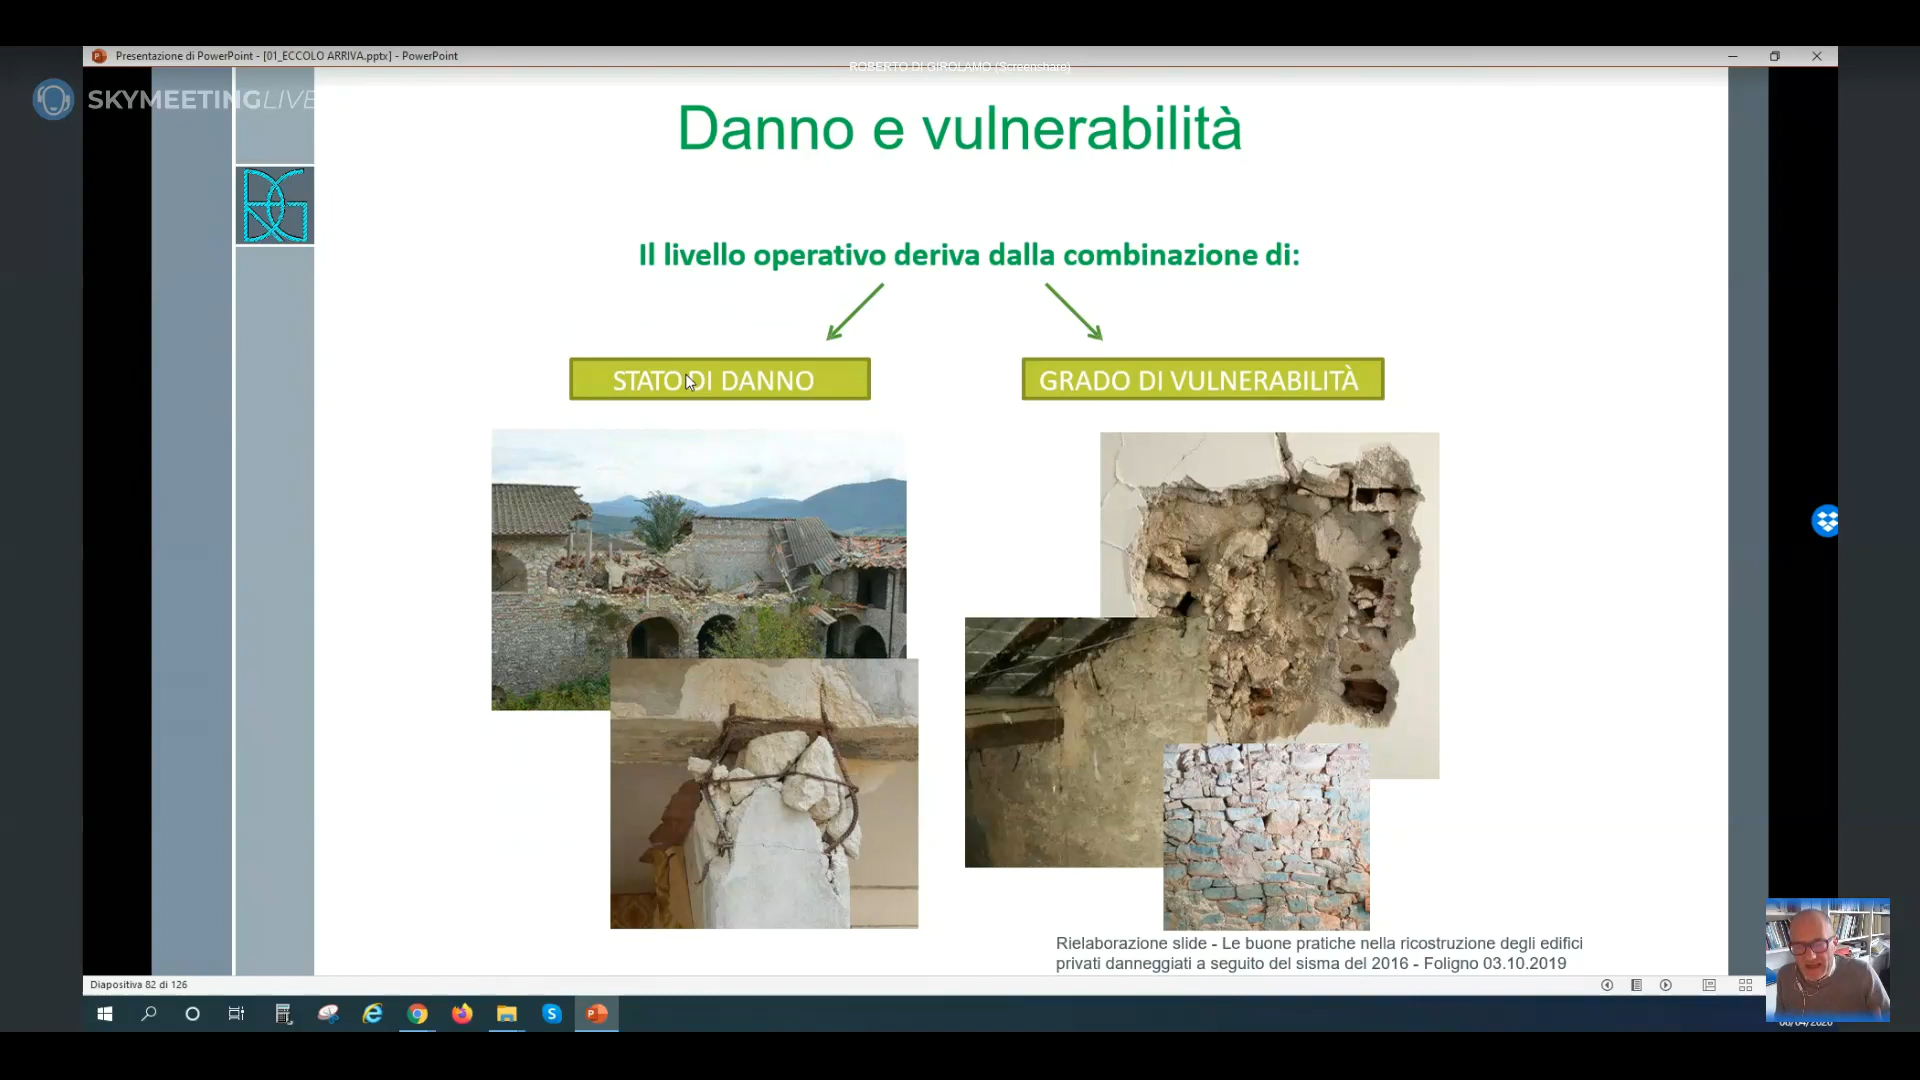 Presentazione di PowerPoint - [01_ECCOLO ARRIVA.pptx] - PowerPoint
ROBERTO DI GIROLAMO (Screenshare)
SKYMEETINGLIVE
Danno e vulnerabilità
Il livello operativo deriva dalla combinazione di:
STATO DI DANNO
GRADO DI VULNERABILITÀ
Rielaborazione slide - Le buone pratiche nella ricostruzione degli edifici
privati danneggiati a seguito del sisma del 2016 - Foligno 03.10.2019
Diapositiva 82 di 126